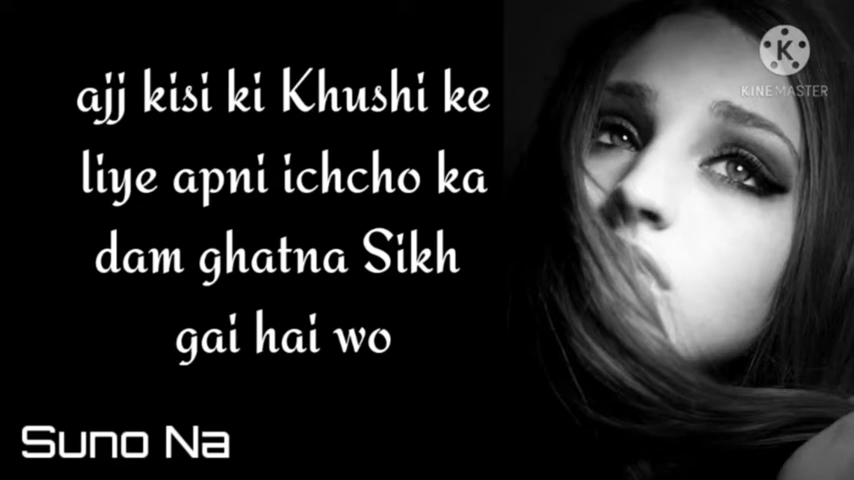 ajj kisi ki Khushi ke
liye apni ichcho ka
dam ghatna Sikh
gai hai wo
Suno Na
K
KINEMASTER